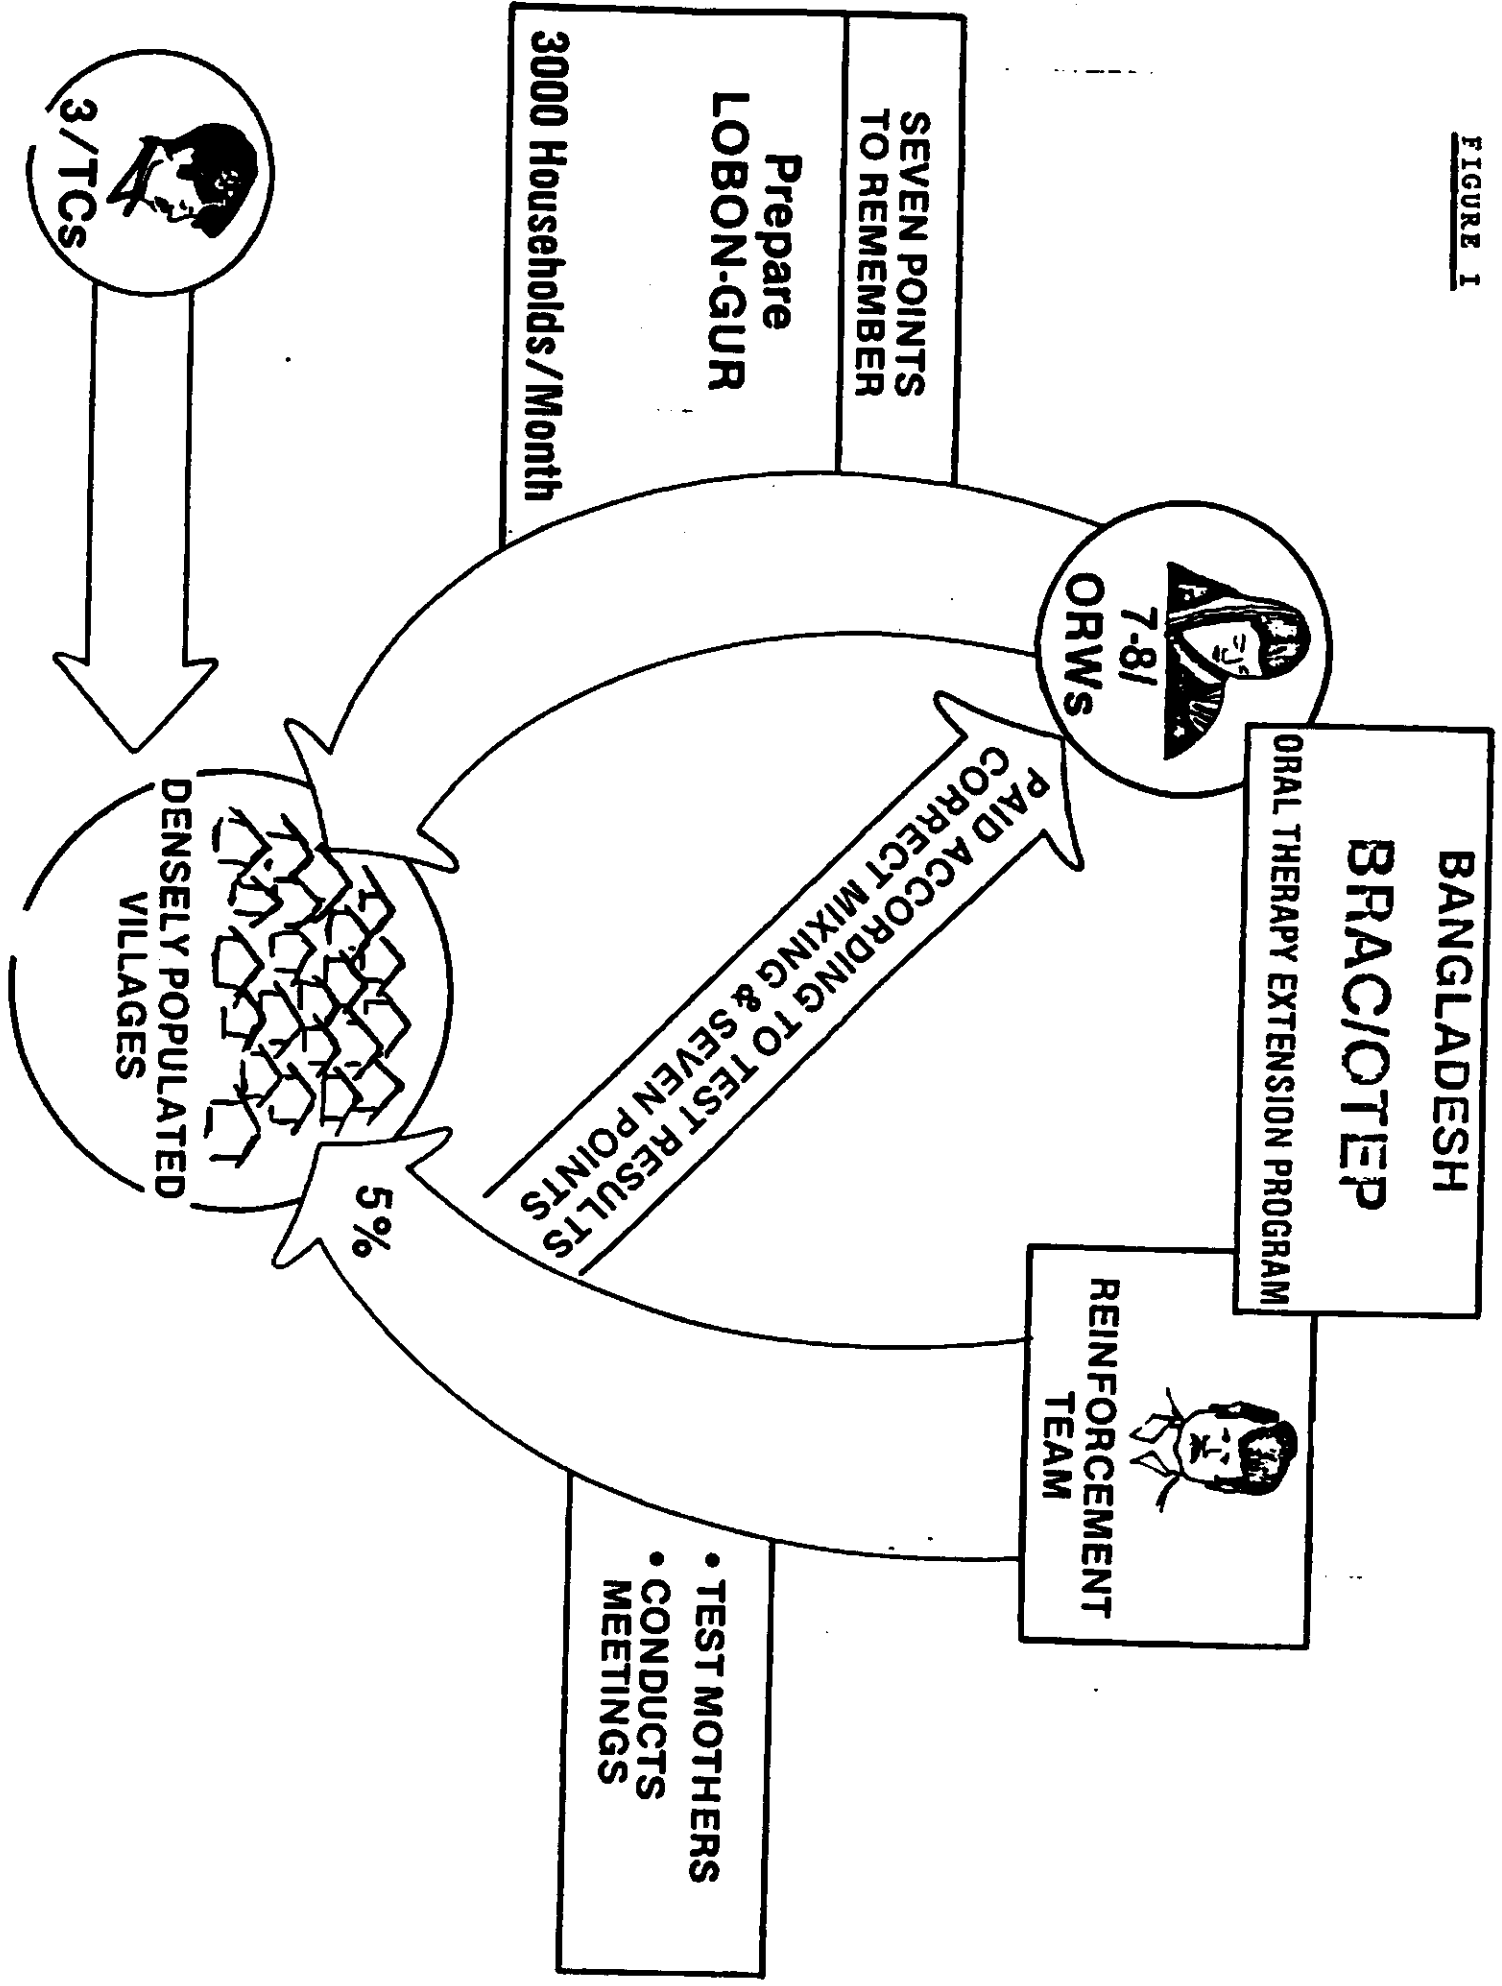 FIGURE I
BANGLADESH
BRAC/OTEP
ORAL THERAPY EXTENSION PROGRAM
7-8/
ORWs
REINFORCEMENT
TEAM
SEVEN POINTS
TO REMEMBER
Prepare
LOBON-GUR
3000 Households/Month
PAID ACCORDING TO TEST RESULTS
CORRECT MIXING & SEVEN POINTS
• TEST MOTHERS
• CONDUCTS
MEETINGS
5%
3/TCs
DENSELY POPULATED
VILLAGES